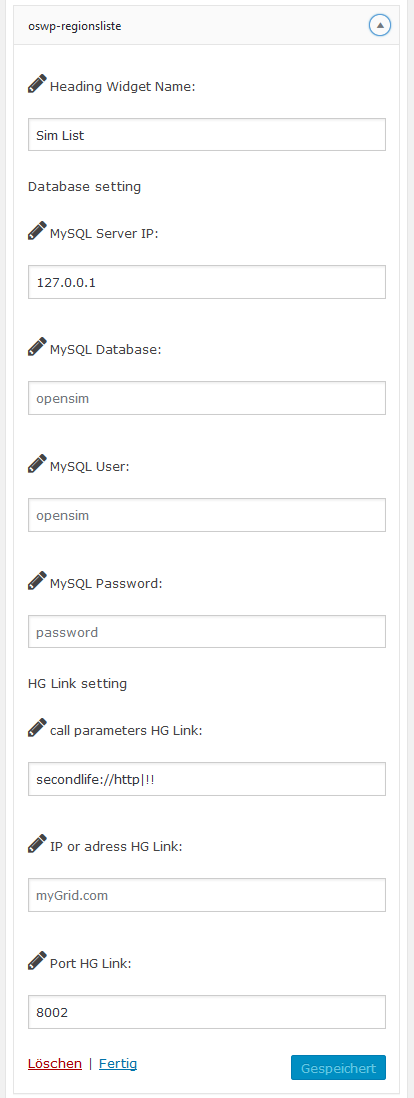 oswp-regionsliste
Heading Widget Name:
Sim List
Database setting
MySQL Server IP:
127.0.0.1
MySQL Database:
opensim
MySQL User:
opensim
MySQL Password:
password
HG Link setting
call parameters HG Link:
secondlife://http|!!
IP or adress HG Link:
myGrid.com
Port HG Link:
8002
Löschen | Fertig
Gespeichert